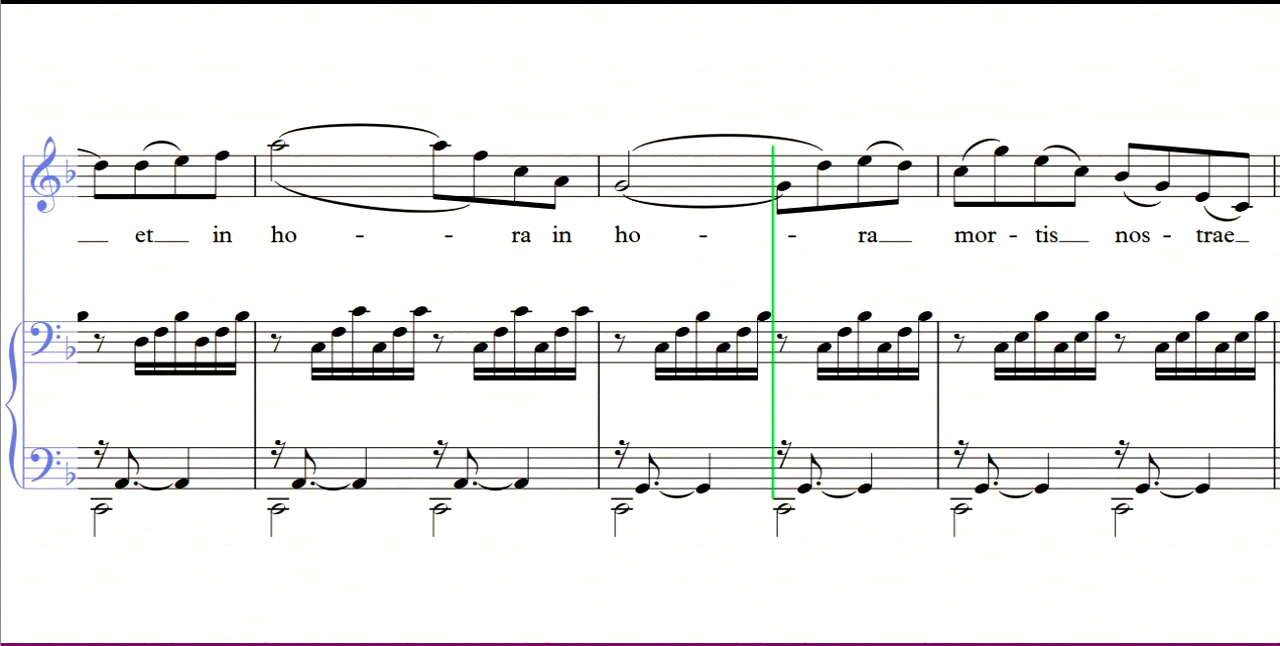 et in ho - - ra in ho - - ra mor - tis nos - trae